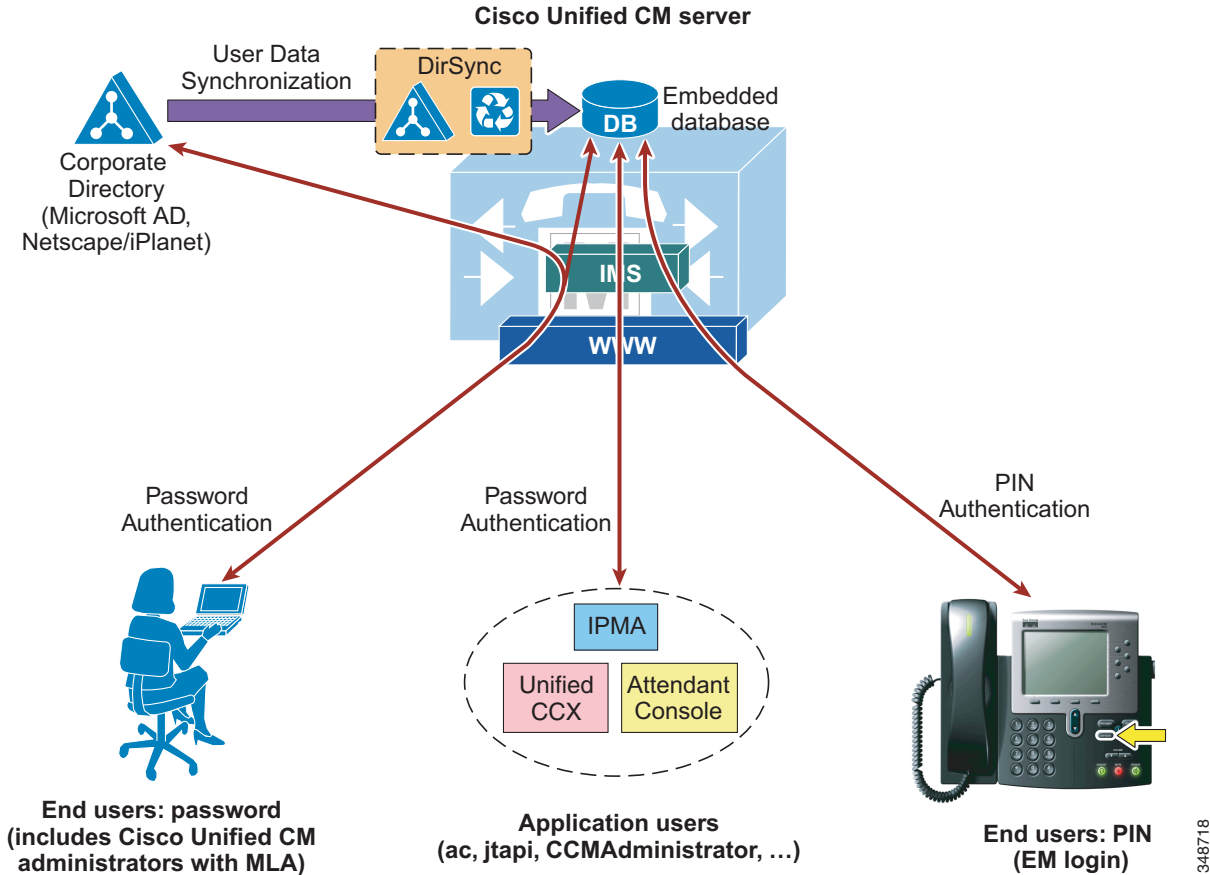 Cisco Unified CM server
User Data
Synchronization
DirSync
DB
Embedded
database
Corporate
Directory
(Microsoft AD,
Netscape/iPlanet)
IMS
WWW
Password
Authentication
Password
Authentication
PIN
Authentication
IPMA
Unified
CCX
Attendant
Console
End users: password
(includes Cisco Unified CM
administrators with MLA)
Application users
(ac, jtapi, CCMAdministrator, …)
End users: PIN
(EM login)
348718